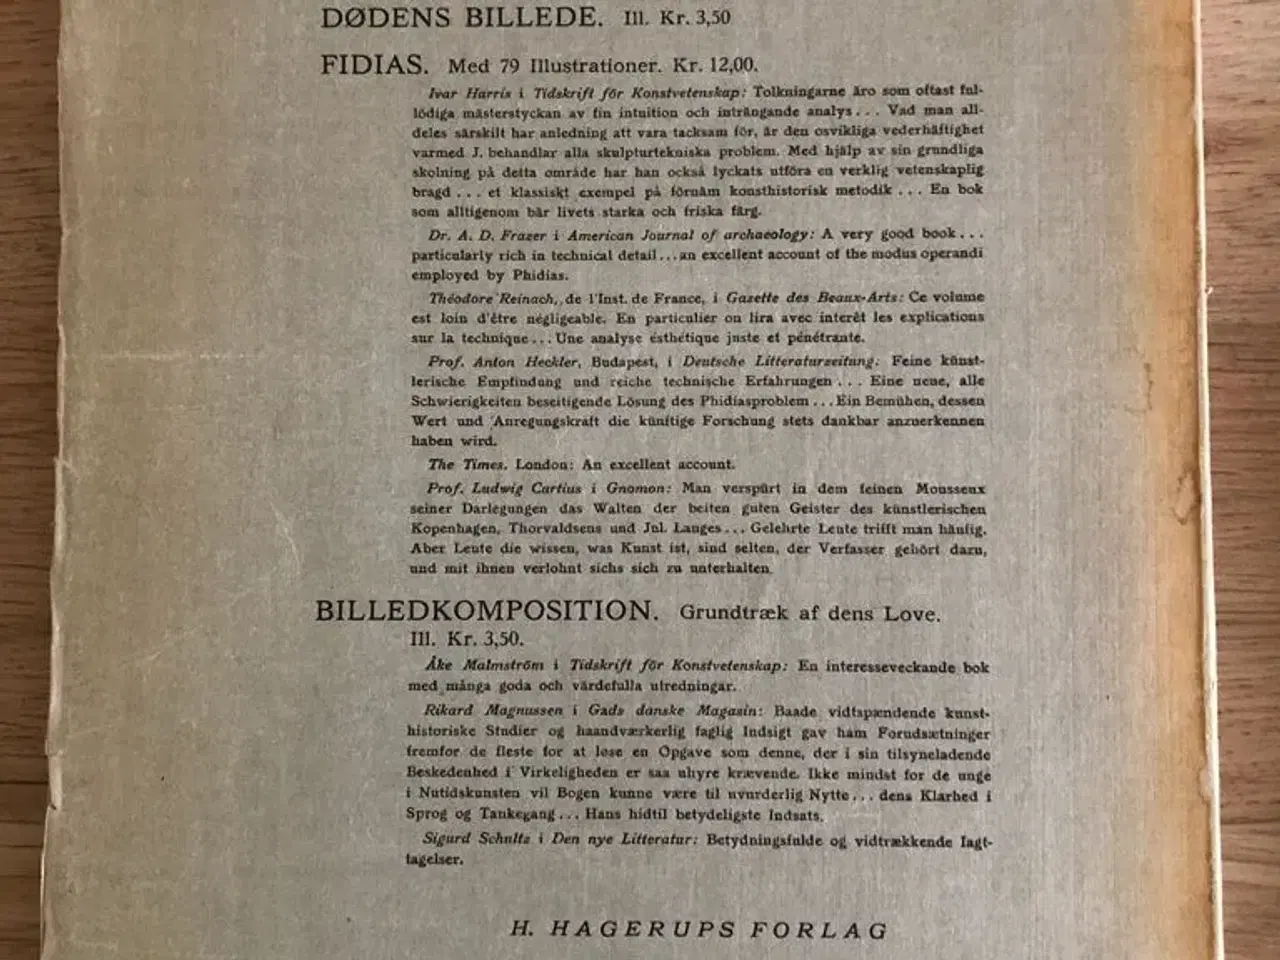 DØDENS BILLEDE. Ill. Kr. 3,50
FIDIAS. Med 79 Illustrationer. Kr. 12,00.
Ivar Harris i Tidskrift för Konstvetenskap: Tolkningarne äro som oftast ful-
lödiga mästerstyckan av fin intuition och inträngande analys... Vad man all-
deles särskilt har anledning att vara tacksam för, är den osvikliga vederhäftighet
varmed J. behandlar alla skulpturtekniska problem. Med hjälp av sin grundliga
skolning på detta område har han också lyckats utföra en verklig vetenskaplig
bragd... et klassiskt exempel på förnäm konsthistorisk metodik... En bok
som alltigenom bär livets starka och friska färg.
Dr. A. D. Frazer i American Journal of archaeology: A very good book...
particularly rich in technical detail...an excellent account of the modus operandi
employed by Phidias.
Théodore Reinach, de l'Inst. de France, i Gazette des Beaux-Arts: Ce volume
est loin d'être négligeable. En particulier on lira avec interêt les explications
sur la technique... Une analyse ésthétique juste et pénétrante.
Prof. Anton Heckler, Budapest, i Deutsche Litteraturzeitung: Feine künst-
lerische Empfindung und reiche technische Erfahrungen... Eine neue, alle
Schwierigkeiten beseitigende Lösung des Phidiasproblem... Ein Bemühen, dessen
Wert und Anregungskraft die künftige Forschung stets dankbar anzuerkennen
haben wird.
The Times. London: An excellent account.
Prof. Ludwig Curtius i Gnomon: Man verspürt in dem feinen Mousseux
seiner Darlegungen das Walten der beiten guten Geister des künstlerischen
Kopenhagen, Thorvaldsens und Jul. Langes... Gelehrte Leute trifft man häufig.
Aber Leute die wissen, was Kunst ist, sind selten, der Verfasser gehört dazu,
und mit ihnen verlohnt sichs sich zu unterhalten.
BILLEDKOMPOSITION. Grundtræk af dens Love.
Ill. Kr. 3,50.
Åke Malmström i Tidskrift för Konstvetenskap: En interesseveckande bok
med många goda och värdefulla utredningar.
Rikard Magnussen i Gads danske Magasin: Baade vidtspændende kunst-
historiske Studier og haandværkerlig faglig Indsigt gav ham Forudsætninger
fremfor de fleste for at løse en Opgave som denne, der i sin tilsyneladende
Beskedenhed i Virkeligheden er saa uhyre krævende. Ikke mindst for de unge
i Nutidskunsten vil Bogen kunne være til uvurderlig Nytte... dens Klarhed i
Sprog og Tankegang... Hans hidtil betydeligste Indsats.
Sigurd Schultz i Den nye Litteratur: Betydningsfulde og vidtrækkende Iagt-
tagelser.
H. HAGERUPS FORLAG